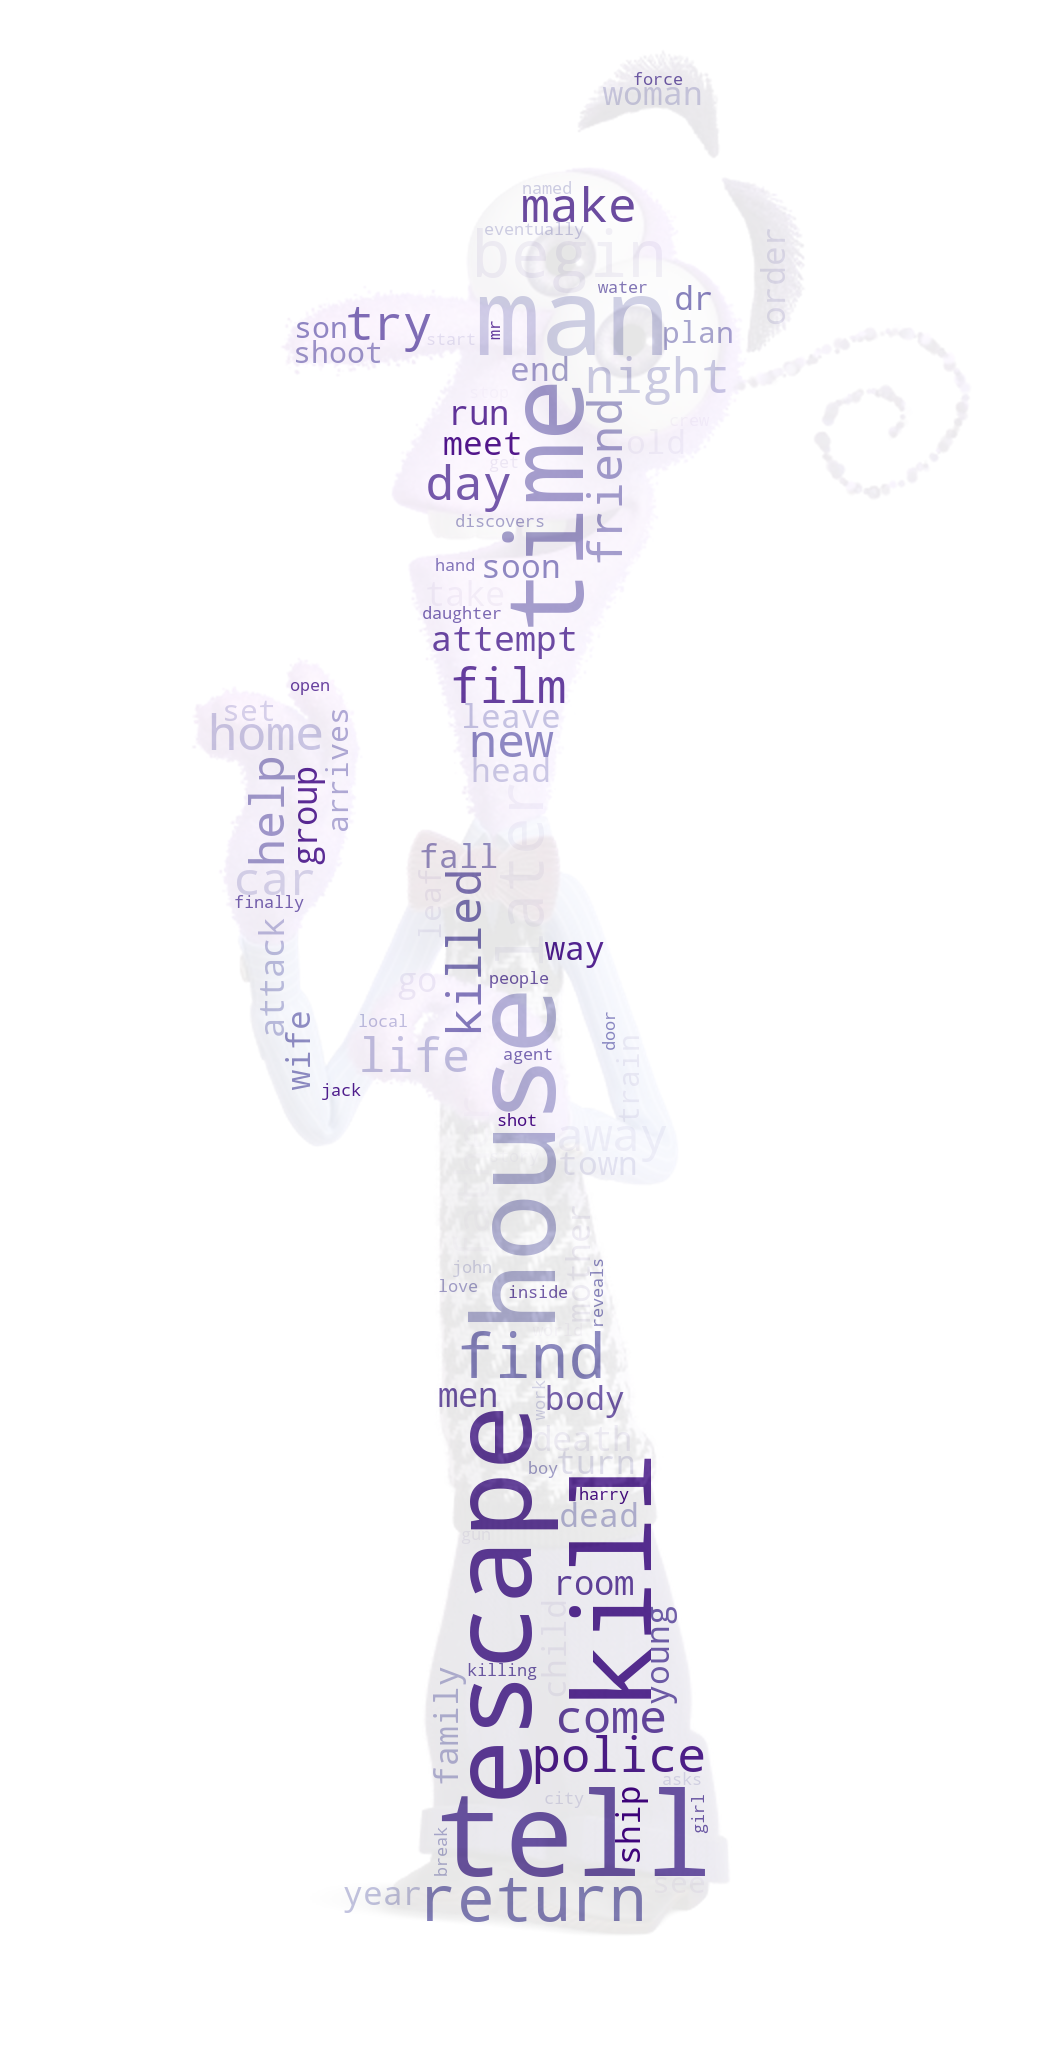 force
woman
named
make
eventually
begin
order
water
man
dr
son
try
mr
plan
shoot
start
end
night
run
time
friend
crew
meet
old
get
day
discovers
hand
soon
take
daughter
attempt
film
open
set
leave
home
new
arrives
head
help
group
later
fall
car
leaf
killed
finally
attack
way
go
people
house
local
wife
door
life
agent
train
jack
shot
away
town
mother
john
love
inside
reveals
find
men
work
body
escape
death
turn
boy
kill
harry
dead
gun
room
child
young
killing
family
come
police
asks
tell
ship
city
girl
break
see
year
return